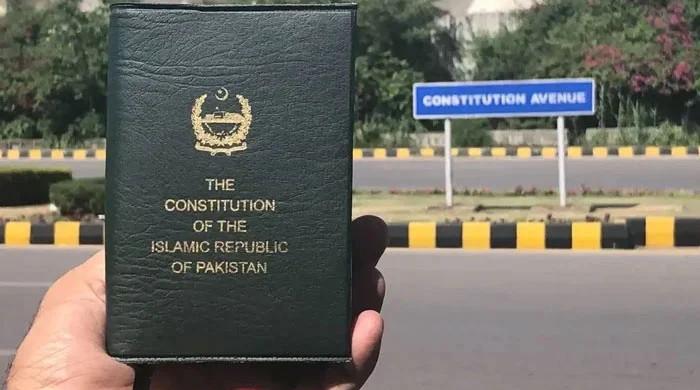 THE
CONSTITUTION
OF THE
ISLAMIC REPUBLIC
OF PAKISTAN
CONSTITUTION AVENUE